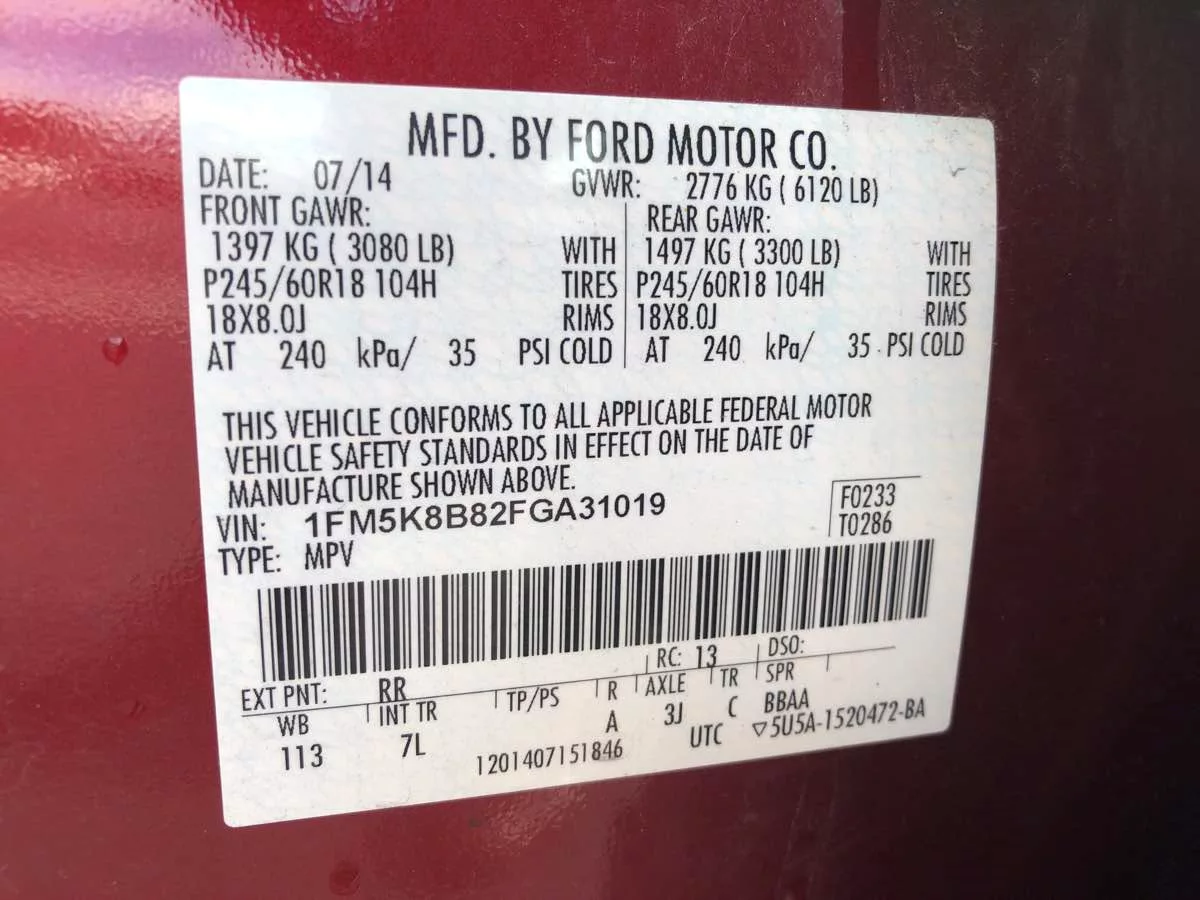 MFD. BY FORD MOTOR CO.
DATE: 07/14 GVWR: 2776 KG ( 6120 LB)
FRONT GAWR: REAR GAWR:
1397 KG ( 3080 LB) WITH 1497 KG ( 3300 LB) WITH
P245/60R18 104H TIRES P245/60R18 104H TIRES
18X8.0J RIMS 18X8.0J RIMS
AT 240 kPa/ 35 PSI COLD AT 240 kPa/ 35 PSI COLD
THIS VEHICLE CONFORMS TO ALL APPLICABLE FEDERAL MOTOR
VEHICLE SAFETY STANDARDS IN EFFECT ON THE DATE OF
MANUFACTURE SHOWN ABOVE.
VIN: 1FM5K8B82FGA31019 F0233
TYPE: MPV T0286
EXT PNT: RR RC: 13 DSO:
WB INT TR TP/PS R AXLE TR SPR
113 7L A 3J C BBAA
1201407151846 UTC ▽5U5A-1520472-BA